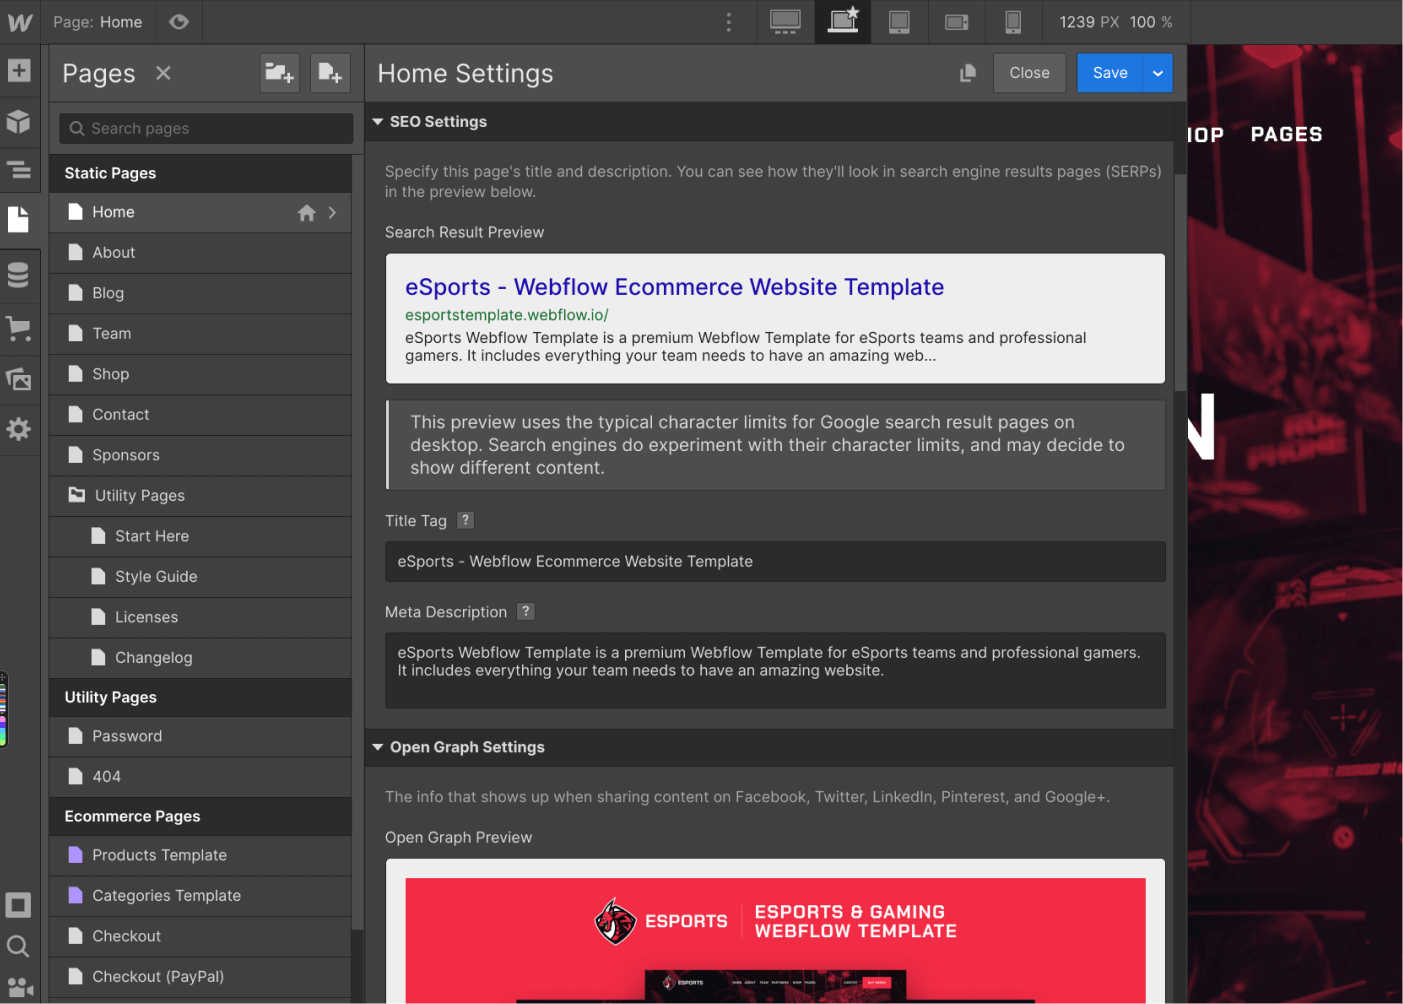 Page: Home
1239 PX 100 %
Pages
Home Settings
Close
Save
Search pages
Static Pages
Home
About
Blog
Team
Shop
Contact
Sponsors
Utility Pages
Start Here
Style Guide
Licenses
Changelog
Utility Pages
Password
404
Ecommerce Pages
Products Template
Categories Template
Checkout
Checkout (PayPal)
SEO Settings
Specify this page's title and description. You can see how they'll look in search engine results pages (SERPs)
in the preview below.
Search Result Preview
eSports - Webflow Ecommerce Website Template
esportstemplate.webflow.io/
eSports Webflow Template is a premium Webflow Template for eSports teams and professional
gamers. It includes everything your team needs to have an amazing web...
This preview uses the typical character limits for Google search result pages on
desktop. Search engines do experiment with their character limits, and may decide to
show different content.
Title Tag ?
eSports - Webflow Ecommerce Website Template
Meta Description ?
eSports Webflow Template is a premium Webflow Template for eSports teams and professional gamers.
It includes everything your team needs to have an amazing website.
Open Graph Settings
The info that shows up when sharing content on Facebook, Twitter, LinkedIn, Pinterest, and Google+.
Open Graph Preview
ESPORTS
ESPORTS & GAMING
WEBFLOW TEMPLATE
ESPORTS
HOME ABOUT TEAM PARTNERS SHOP PAGES
HOP PAGES
N